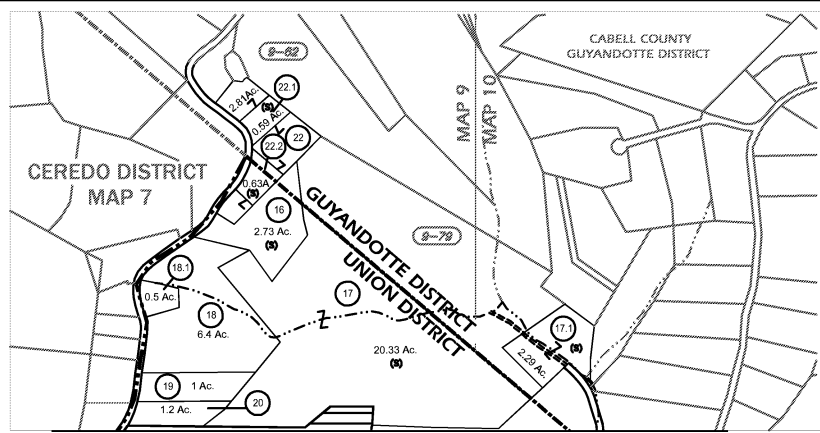 CABELL COUNTY
GUYANDOTTE DISTRICT
9-62
22.1
2.81Ac.
(S)
0.59 Ac.
22
22.2
MAP 9
MAP 10
CEREDO DISTRICT
MAP 7
0.63A
(S)
16
2.73 Ac.
(S)
GUYANDOTTE DISTRICT
UNION DISTRICT
9-79
18.1
0.5 Ac.
18
6.4 Ac.
17
Z
20.33 Ac.
(S)
17.1
(S)
2.29 Ac.
19
1 Ac.
1.2 Ac.
20